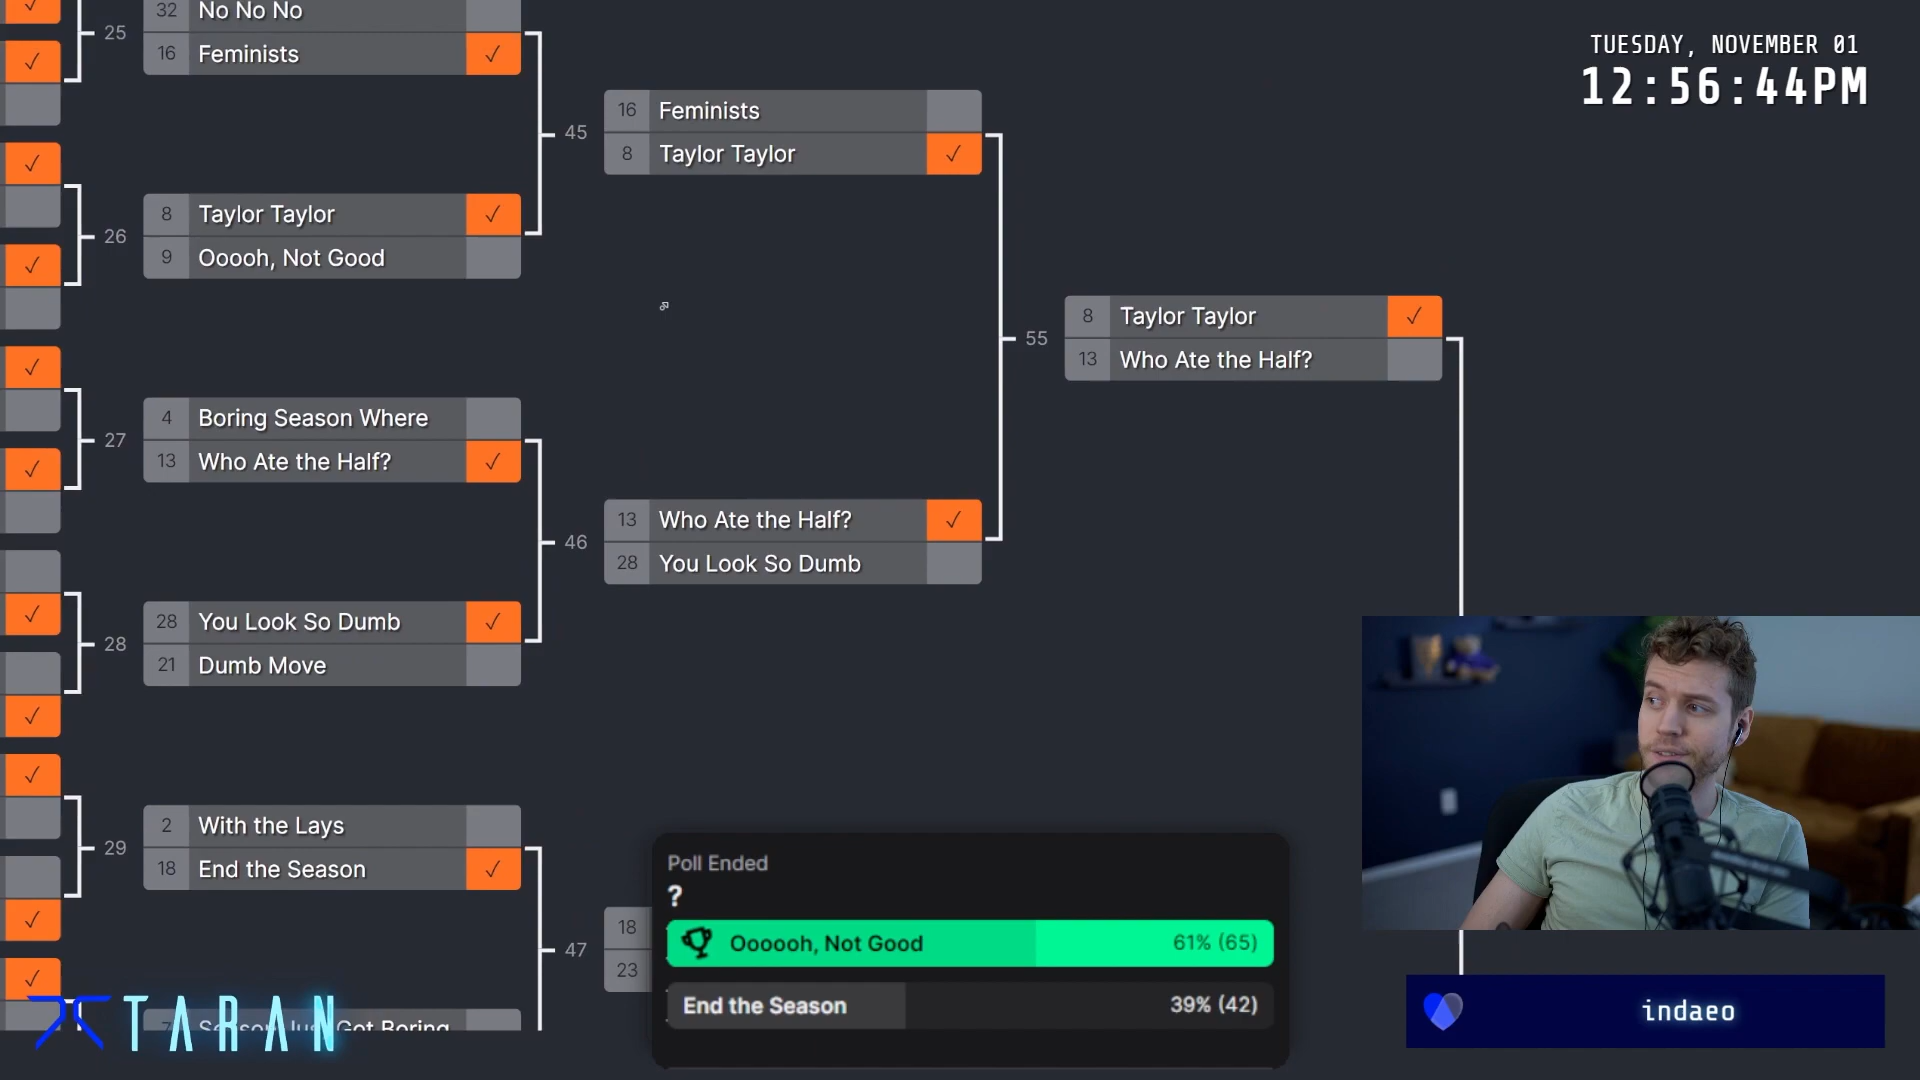 32 No No No
25
16 Feminists ✓
TUESDAY, NOVEMBER 01
12:56:44PM
16 Feminists
45
8 Taylor Taylor ✓
8 Taylor Taylor ✓
26
9 Ooooh, Not Good
8 Taylor Taylor ✓
55
13 Who Ate the Half?
4 Boring Season Where
27
13 Who Ate the Half? ✓
13 Who Ate the Half? ✓
46
28 You Look So Dumb
28 You Look So Dumb ✓
28
21 Dumb Move
2 With the Lays
29
18 End the Season ✓
18
47
23
Poll Ended
?
Oooooh, Not Good 61% (65)
End the Season 39% (42)
TARAN
Season Just Got Boring
indaeo